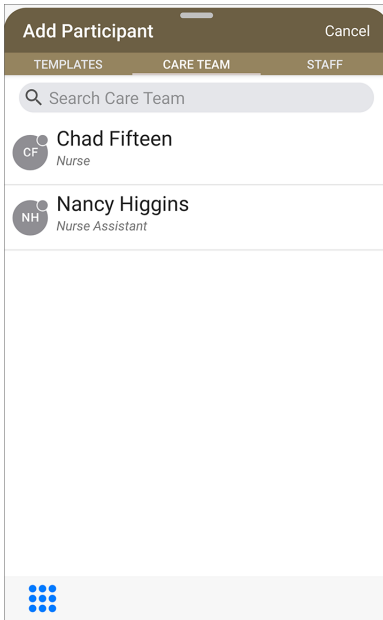 Add Participant
Cancel
TEMPLATES
CARE TEAM
STAFF
Search Care Team
CF
Chad Fifteen
Nurse
NH
Nancy Higgins
Nurse Assistant